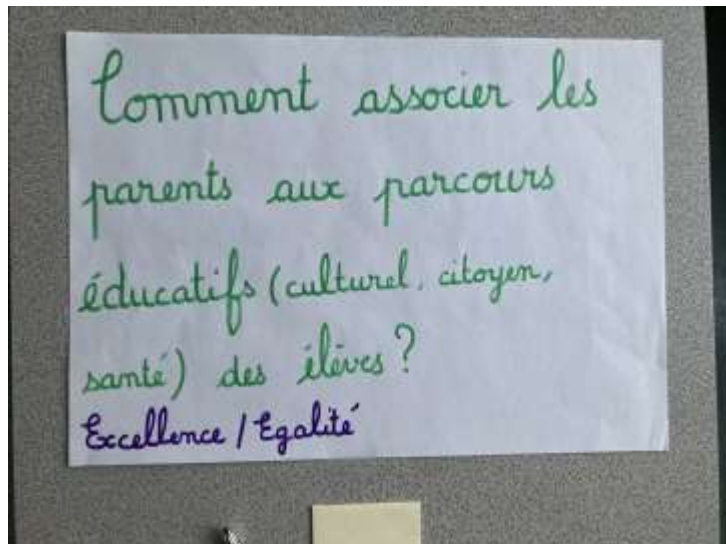 Comment associer les
parents aux parcours
éducatifs (culturel, citoyen,
santé) des élèves ?
Excellence / Egalité